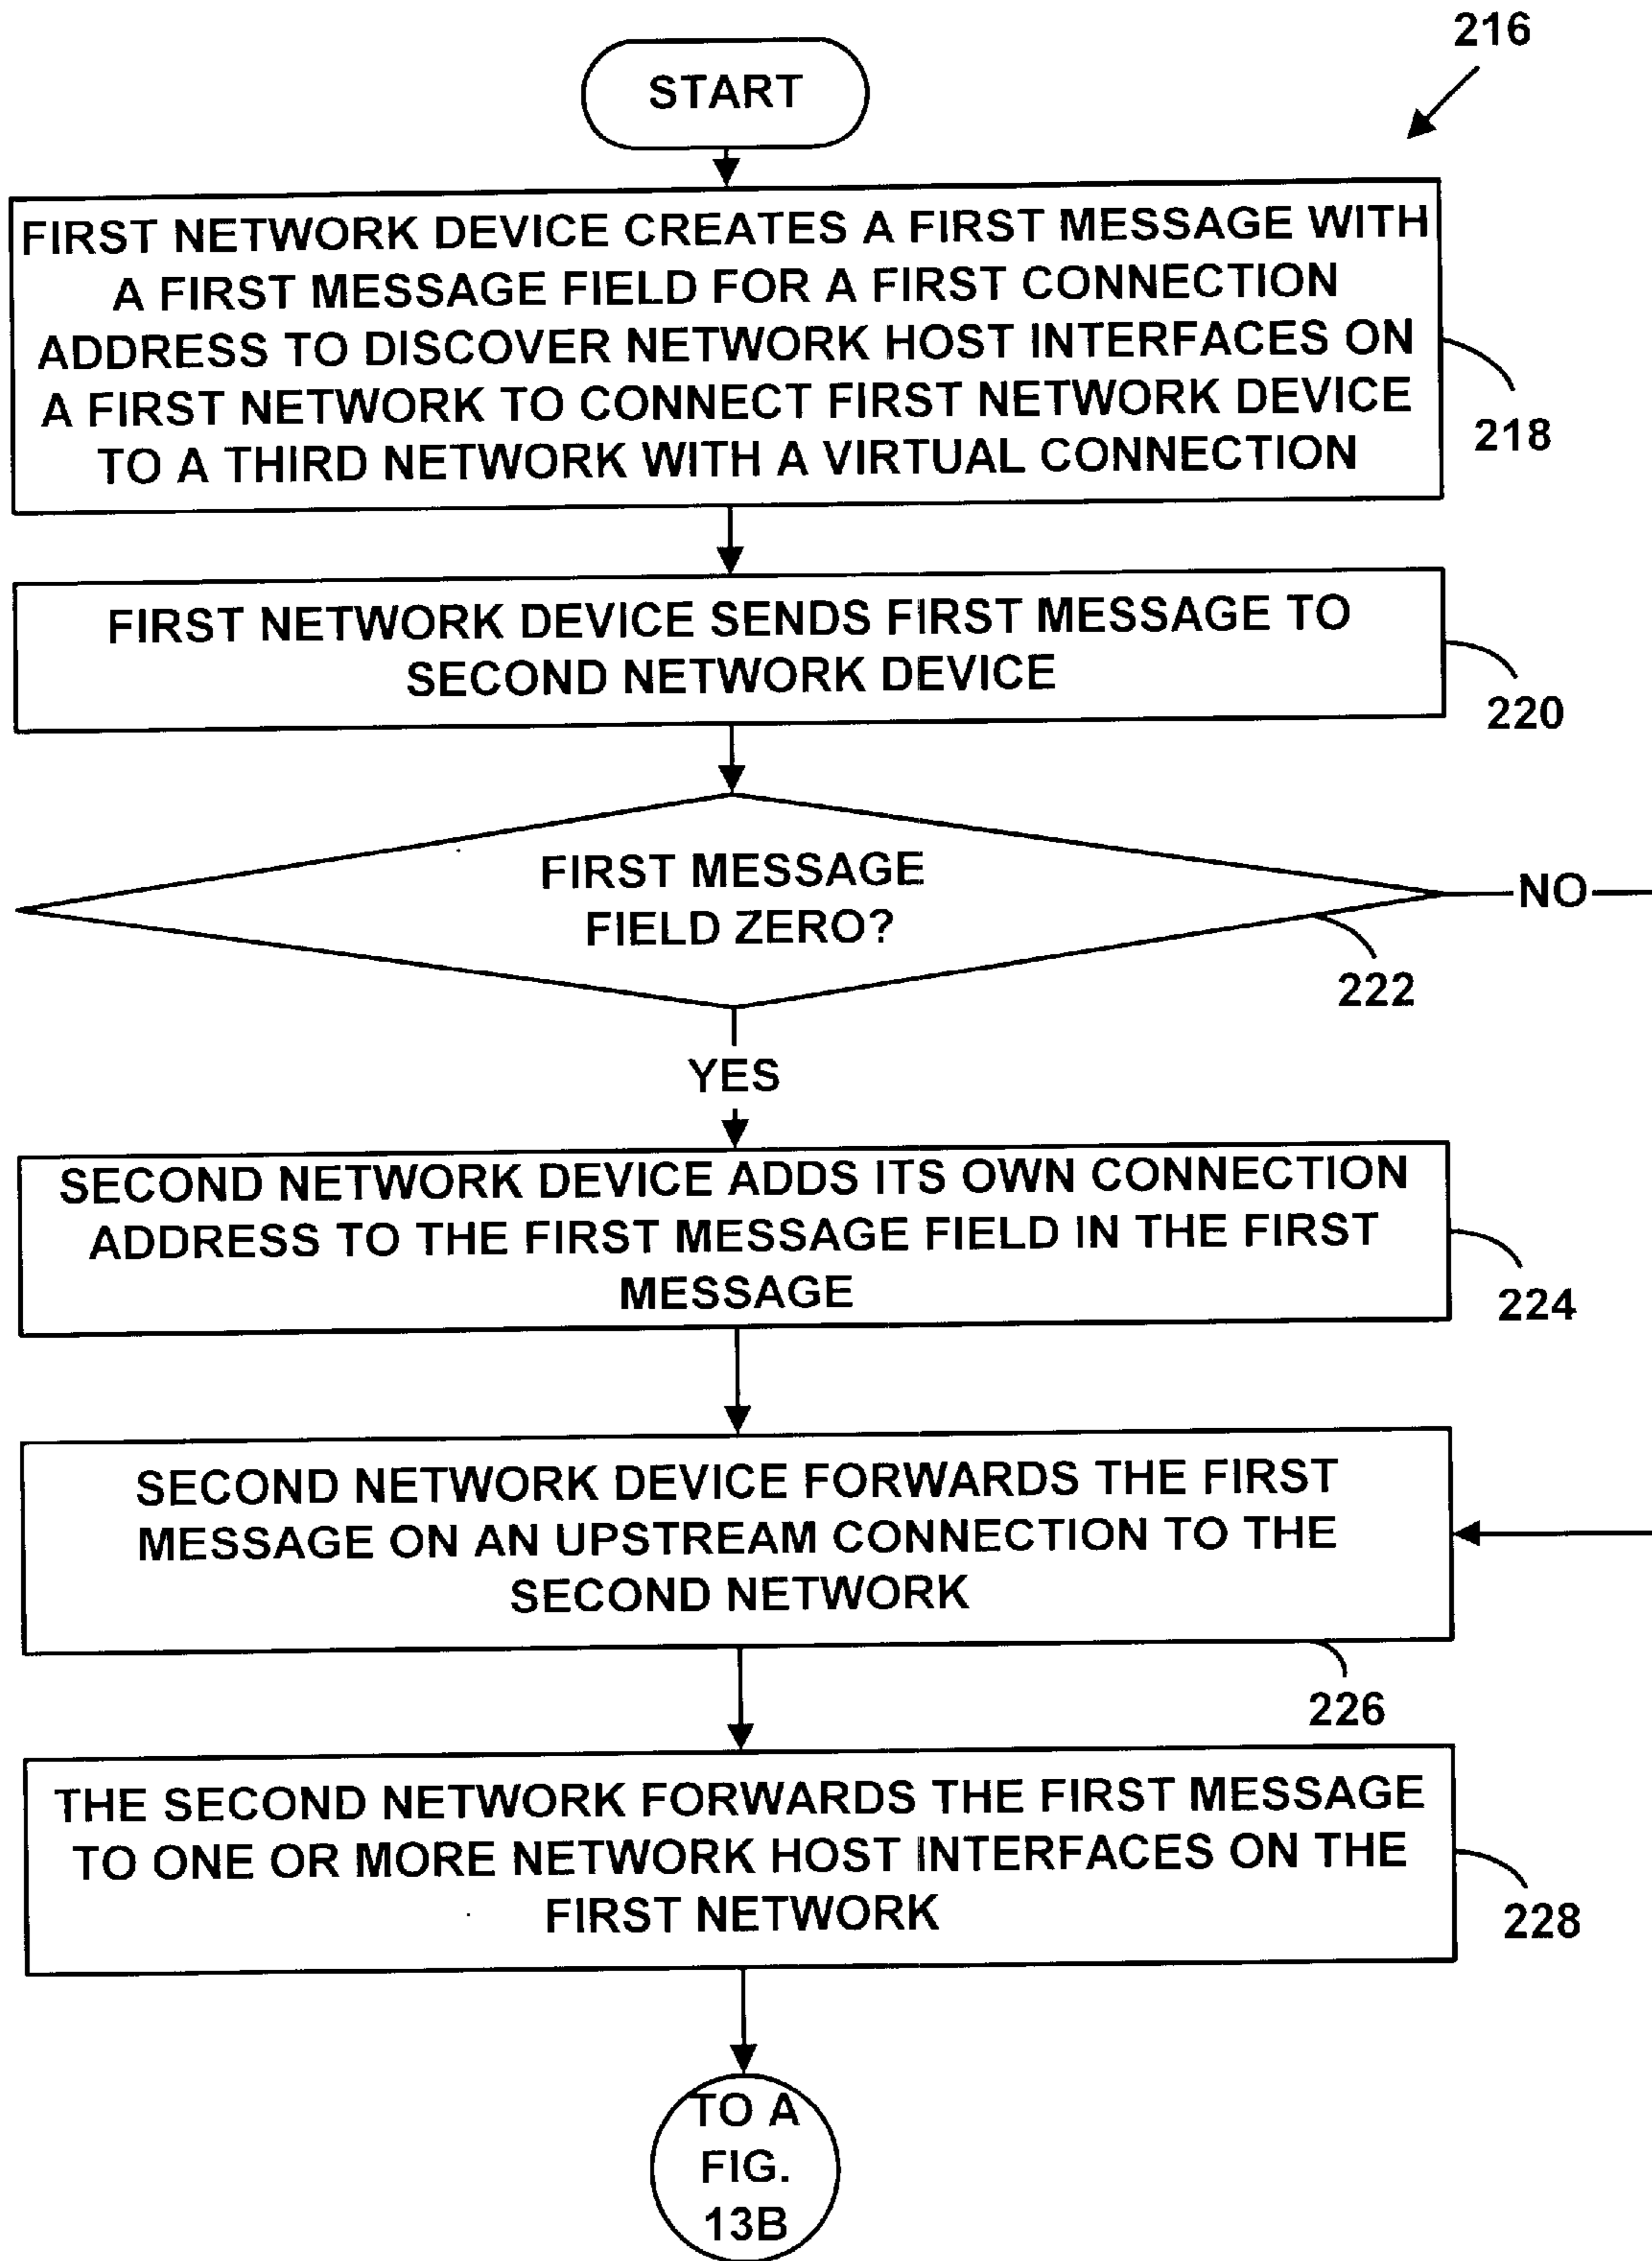 216
START
FIRST NETWORK DEVICE CREATES A FIRST MESSAGE WITH
A FIRST MESSAGE FIELD FOR A FIRST CONNECTION
ADDRESS TO DISCOVER NETWORK HOST INTERFACES ON
A FIRST NETWORK TO CONNECT FIRST NETWORK DEVICE
TO A THIRD NETWORK WITH A VIRTUAL CONNECTION
218
FIRST NETWORK DEVICE SENDS FIRST MESSAGE TO
SECOND NETWORK DEVICE
220
FIRST MESSAGE
FIELD ZERO?
NO
222
YES
SECOND NETWORK DEVICE ADDS ITS OWN CONNECTION
ADDRESS TO THE FIRST MESSAGE FIELD IN THE FIRST
MESSAGE
224
SECOND NETWORK DEVICE FORWARDS THE FIRST
MESSAGE ON AN UPSTREAM CONNECTION TO THE
SECOND NETWORK
226
THE SECOND NETWORK FORWARDS THE FIRST MESSAGE
TO ONE OR MORE NETWORK HOST INTERFACES ON THE
FIRST NETWORK
228
TO A
FIG.
13B